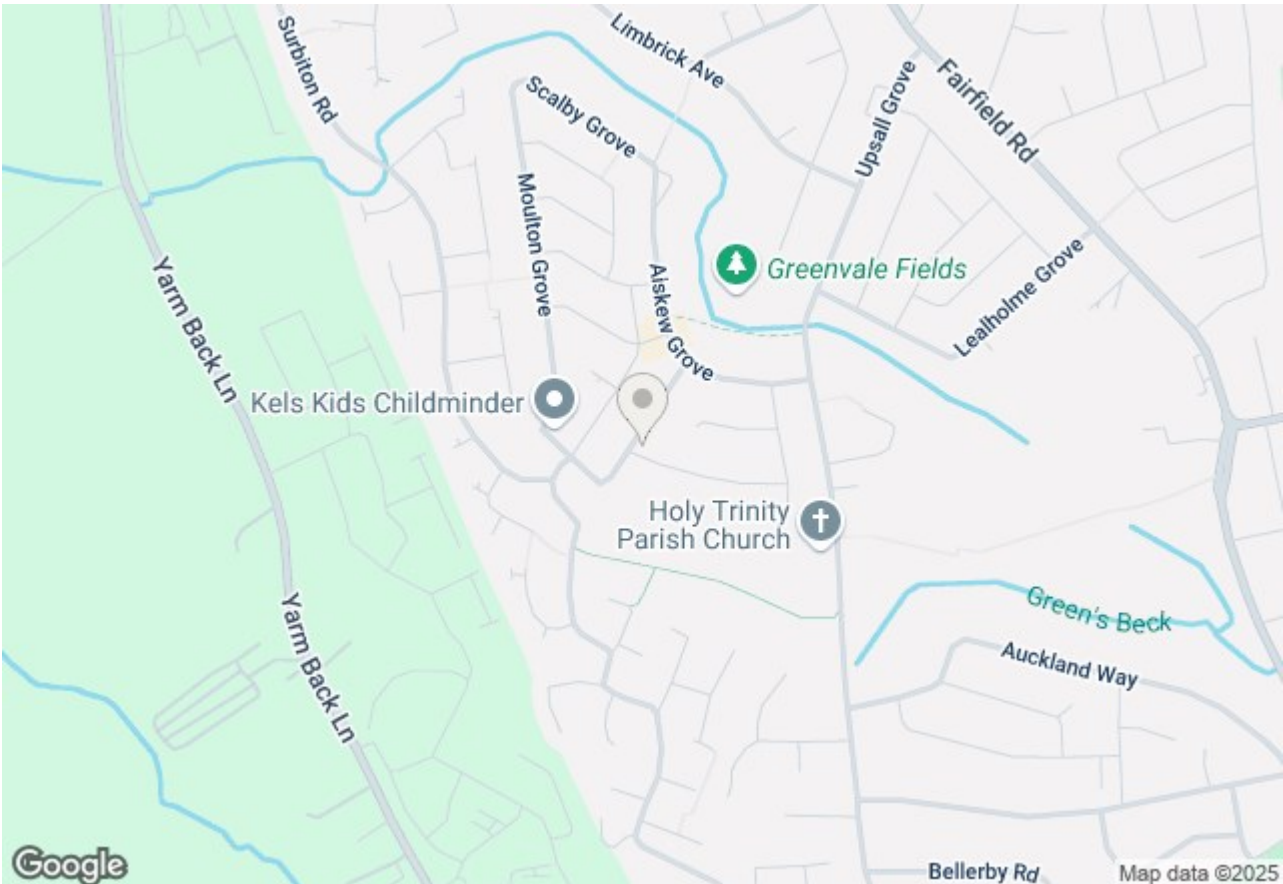 Surbiton Rd
Limbrick Ave
Scalby Grove
Upsall Grove
Fairfield Rd
Moulton Grove
Greenvale Fields
Aiskew Grove
Lealholme Grove
Yarm Back Ln
Kels Kids Childminder
Holy Trinity
Parish Church
Green's Beck
Yarm Back Ln
Auckland Way
Bellerby Rd
Google
Map data ©2025